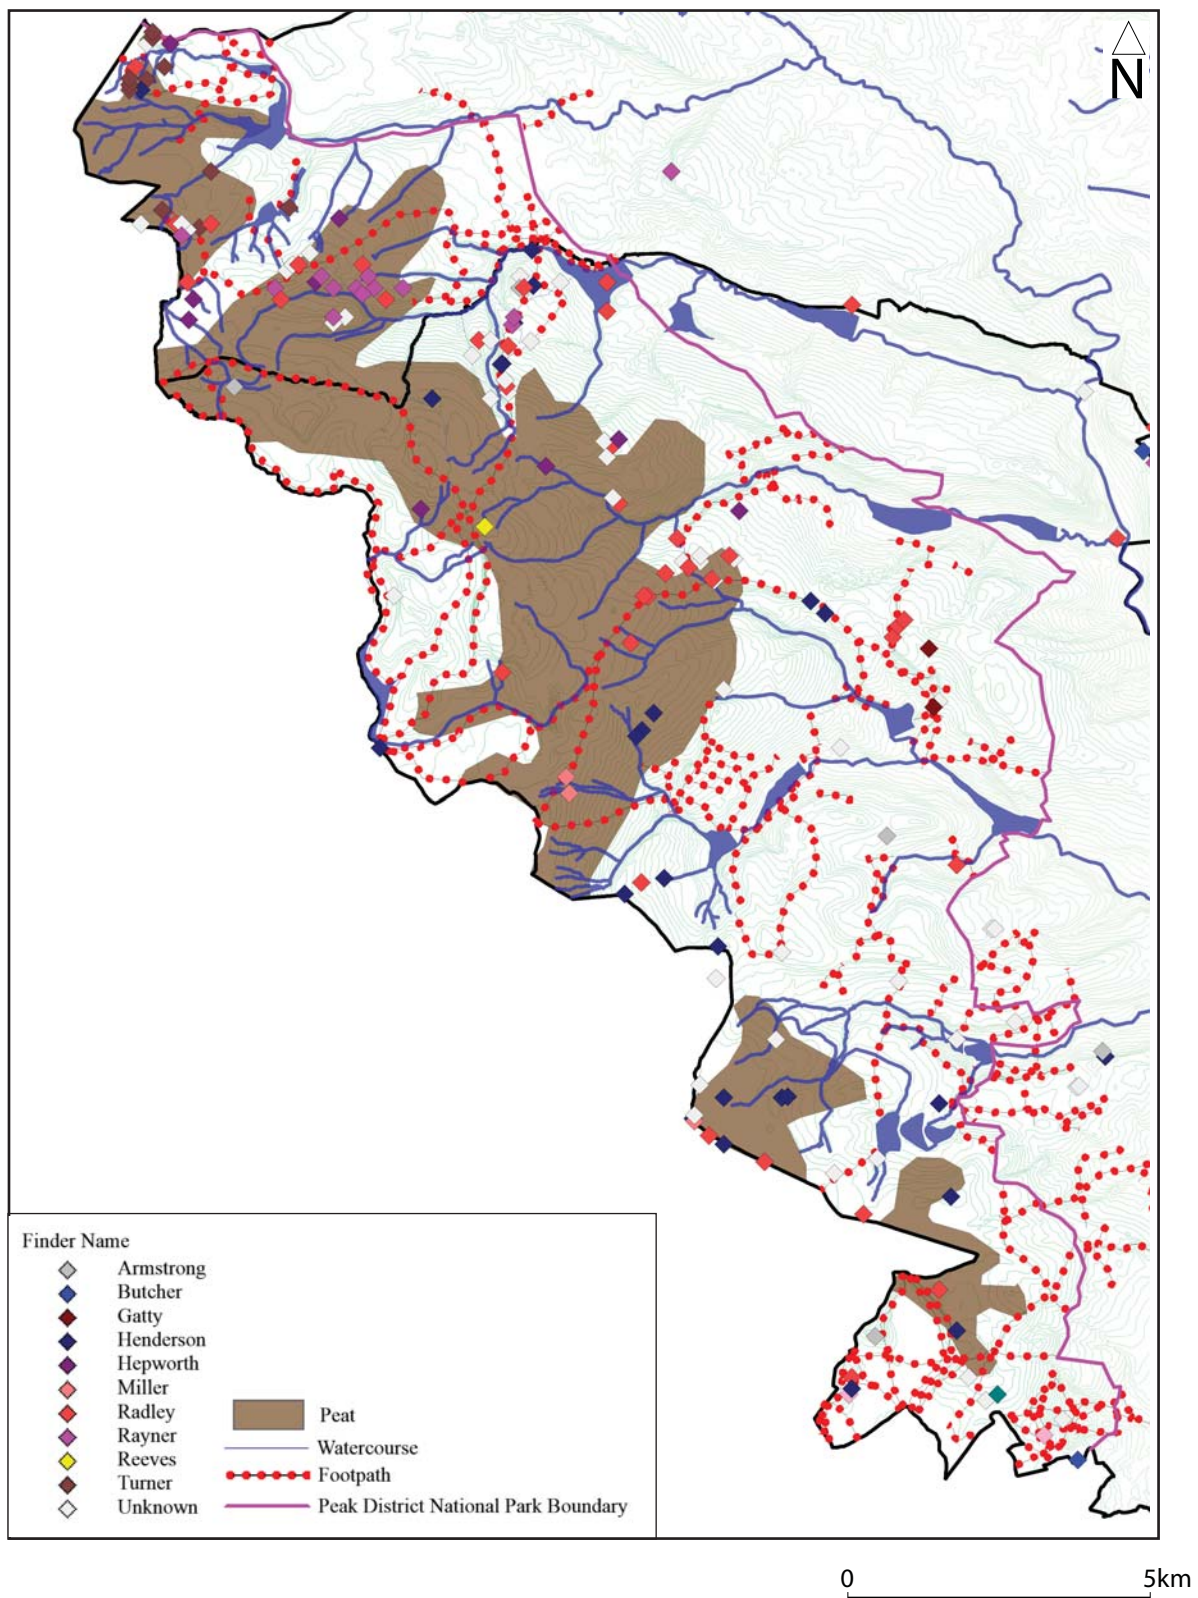 N
Finder Name
Armstrong
Butcher
Gatty
Henderson
Hepworth
Miller
Radley
Rayner
Reeves
Turner
Unknown
Peat
Watercourse
Footpath
Peak District National Park Boundary
0 5km